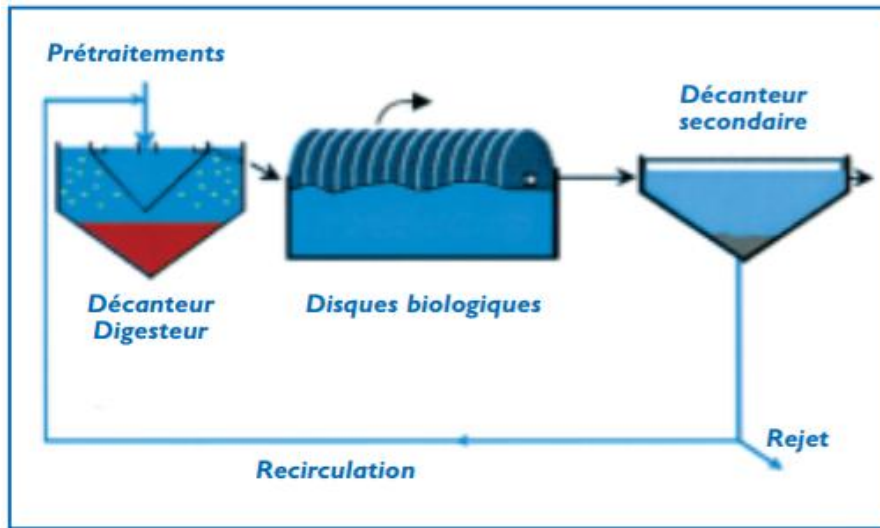 Prétraitements
Décanteur
secondaire
Décanteur
Digesteur
Disques biologiques
Rejet
Recirculation